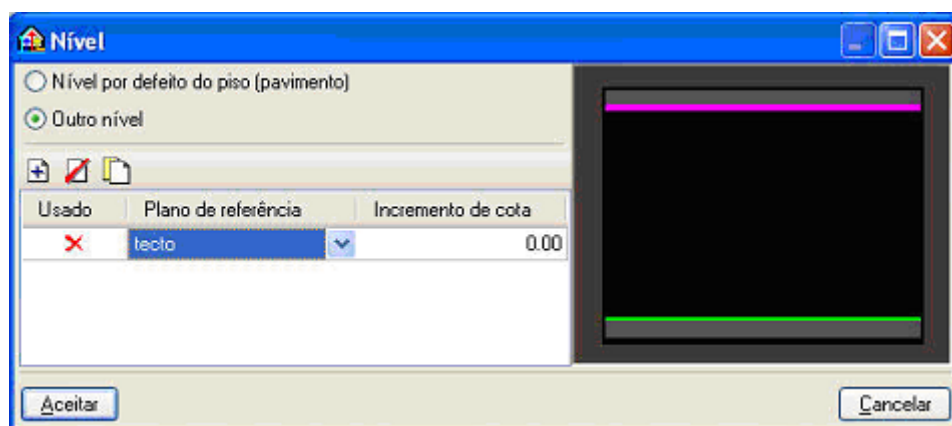 Nível
Nível por defeito do piso (pavimento)
Outro nível
Usado Plano de referência Incremento de cota
tecto 0.00
Aceitar Cancelar